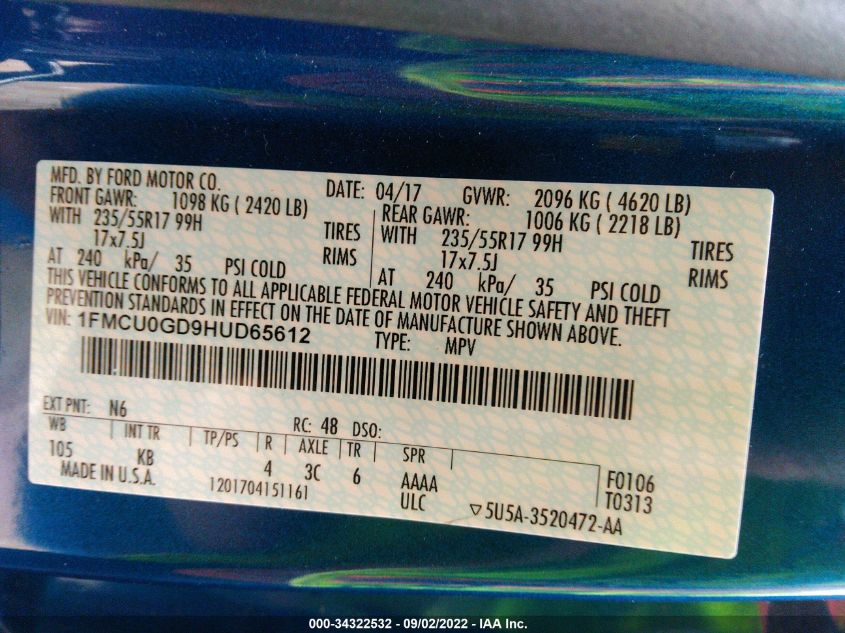 MFD. BY FORD MOTOR CO.
DATE: 04/17 GVWR: 2096 KG ( 4620 LB)
FRONT GAWR: 1098 KG ( 2420 LB)
WITH 235/55R17 99H TIRES
17x7.5J RIMS
AT 240 kPa/ 35 PSI COLD
REAR GAWR: 1006 KG ( 2218 LB)
WITH 235/55R17 99H TIRES
17x7.5J RIMS
AT 240 kPa/ 35 PSI COLD
THIS VEHICLE CONFORMS TO ALL APPLICABLE FEDERAL MOTOR VEHICLE SAFETY AND THEFT
PREVENTION STANDARDS IN EFFECT ON THE DATE OF MANUFACTURE SHOWN ABOVE.
VIN: 1FMCU0GD9HUD65612 TYPE: MPV
EXT PNT: N6 RC: 48 DSO:
WB INT TR TP/PS R AXLE TR SPR
105 KB 4 3C 6 AAAA F0106
MADE IN U.S.A. 1201704151161 ULC T0313
▽5U5A-3520472-AA
000-34322532 - 09/02/2022 - IAA Inc.